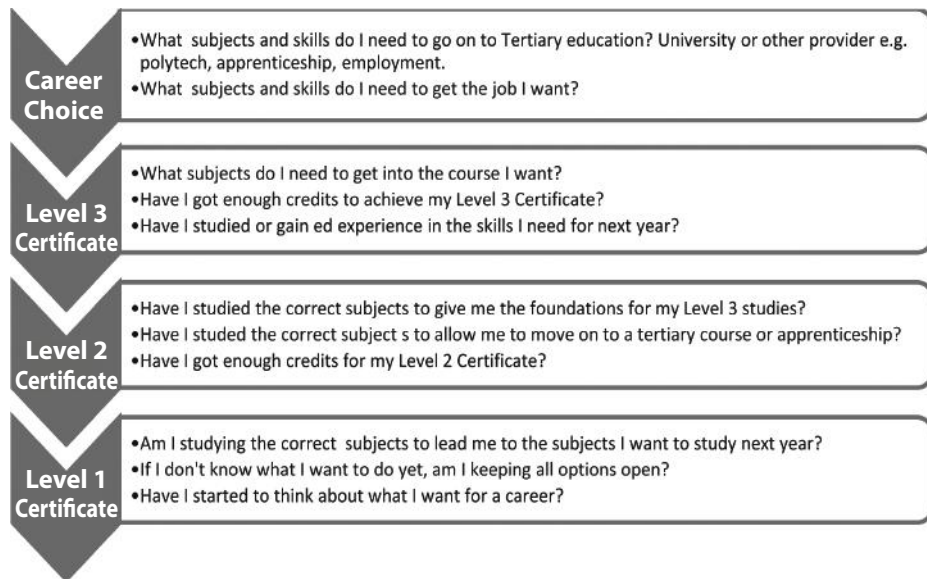 Career
Choice
•What subjects and skills do I need to go on to Tertiary education? University or other provider e.g.
polytech, apprenticeship, employment.
•What subjects and skills do I need to get the job I want?
Level 3
Certificate
•What subjects do I need to get into the course I want?
•Have I got enough credits to achieve my Level 3 Certificate?
•Have I studied or gain ed experience in the skills I need for next year?
Level 2
Certificate
•Have I studied the correct subjects to give me the foundations for my Level 3 studies?
•Have I studed the correct subject s to allow me to move on to a tertiary course or apprenticeship?
•Have I got enough credits for my Level 2 Certificate?
Level 1
Certificate
•Am I studying the correct subjects to lead me to the subjects I want to study next year?
•If I don't know what I want to do yet, am I keeping all options open?
•Have I started to think about what I want for a career?